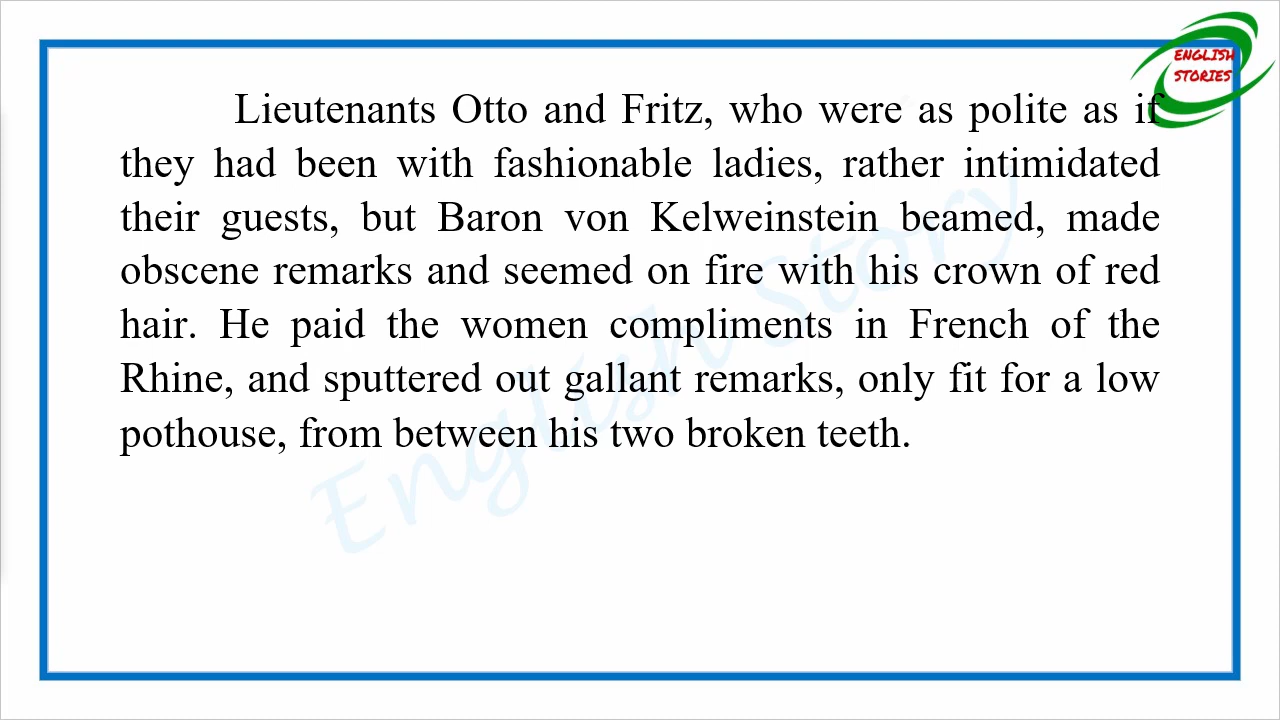 ENGLISH
STORIES
Lieutenants Otto and Fritz, who were as polite as if
they had been with fashionable ladies, rather intimidated
their guests, but Baron von Kelweinstein beamed, made
obscene remarks and seemed on fire with his crown of red
hair. He paid the women compliments in French of the
Rhine, and sputtered out gallant remarks, only fit for a low
pothouse, from between his two broken teeth.
English Story